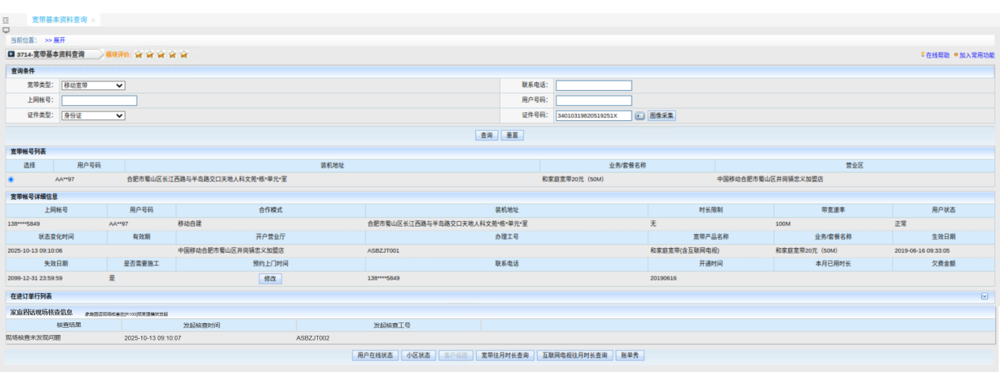 宽带基本资料查询 ×
当前位置: >> 展开
3714-宽带基本资料查询 模块评价: 在线帮助 加入常用功能
查询条件
宽带类型: 移动宽带 联系电话:
上网帐号: 用户号码:
证件类型: 身份证 证件号码: 34010319820519251X 图像采集
查询 重置
宽带帐号列表
选择 用户号码 装机地址 业务/套餐名称 营业区
AA**97 合肥市蜀山区长江西路与半岛路交口天地人科文苑*栋*单元*室 和家庭宽带20元（50M） 中国移动合肥市蜀山区井岗镇忠义加盟店
宽带帐号详细信息
上网帐号 用户号码 合作模式 装机地址 时长限制 带宽速率 用户状态
138****5849 AA**97 移动自建 合肥市蜀山区长江西路与半岛路交口天地人科文苑*栋*单元*室 无 100M 正常
状态变化时间 有效期 开户营业厅 办理工号 宽带产品名称 业务/套餐名称 生效日期
2025-10-13 09:10:06 中国移动合肥市蜀山区井岗镇忠义加盟店 ASBZJT001 和家庭宽带(含互联网电视) 和家庭宽带20元（50M） 2019-06-16 09:33:05
失效日期 是否需要施工 预约上门时间 联系电话 开通时间 本月已用时长 欠费金额
2099-12-31 23:59:59 是 修改 138****5849 20190616
在途订单行列表
家庭固话现场核查信息 家庭固话现场核查在[R100]预受理模块发起
核查结果 发起核查时间 发起核查工号
现场核查未发现问题 2025-10-13 09:10:07 ASBZJT002
用户在线状态 小区状态 客户视图 宽带往月时长查询 互联网电视往月时长查询 账单秀